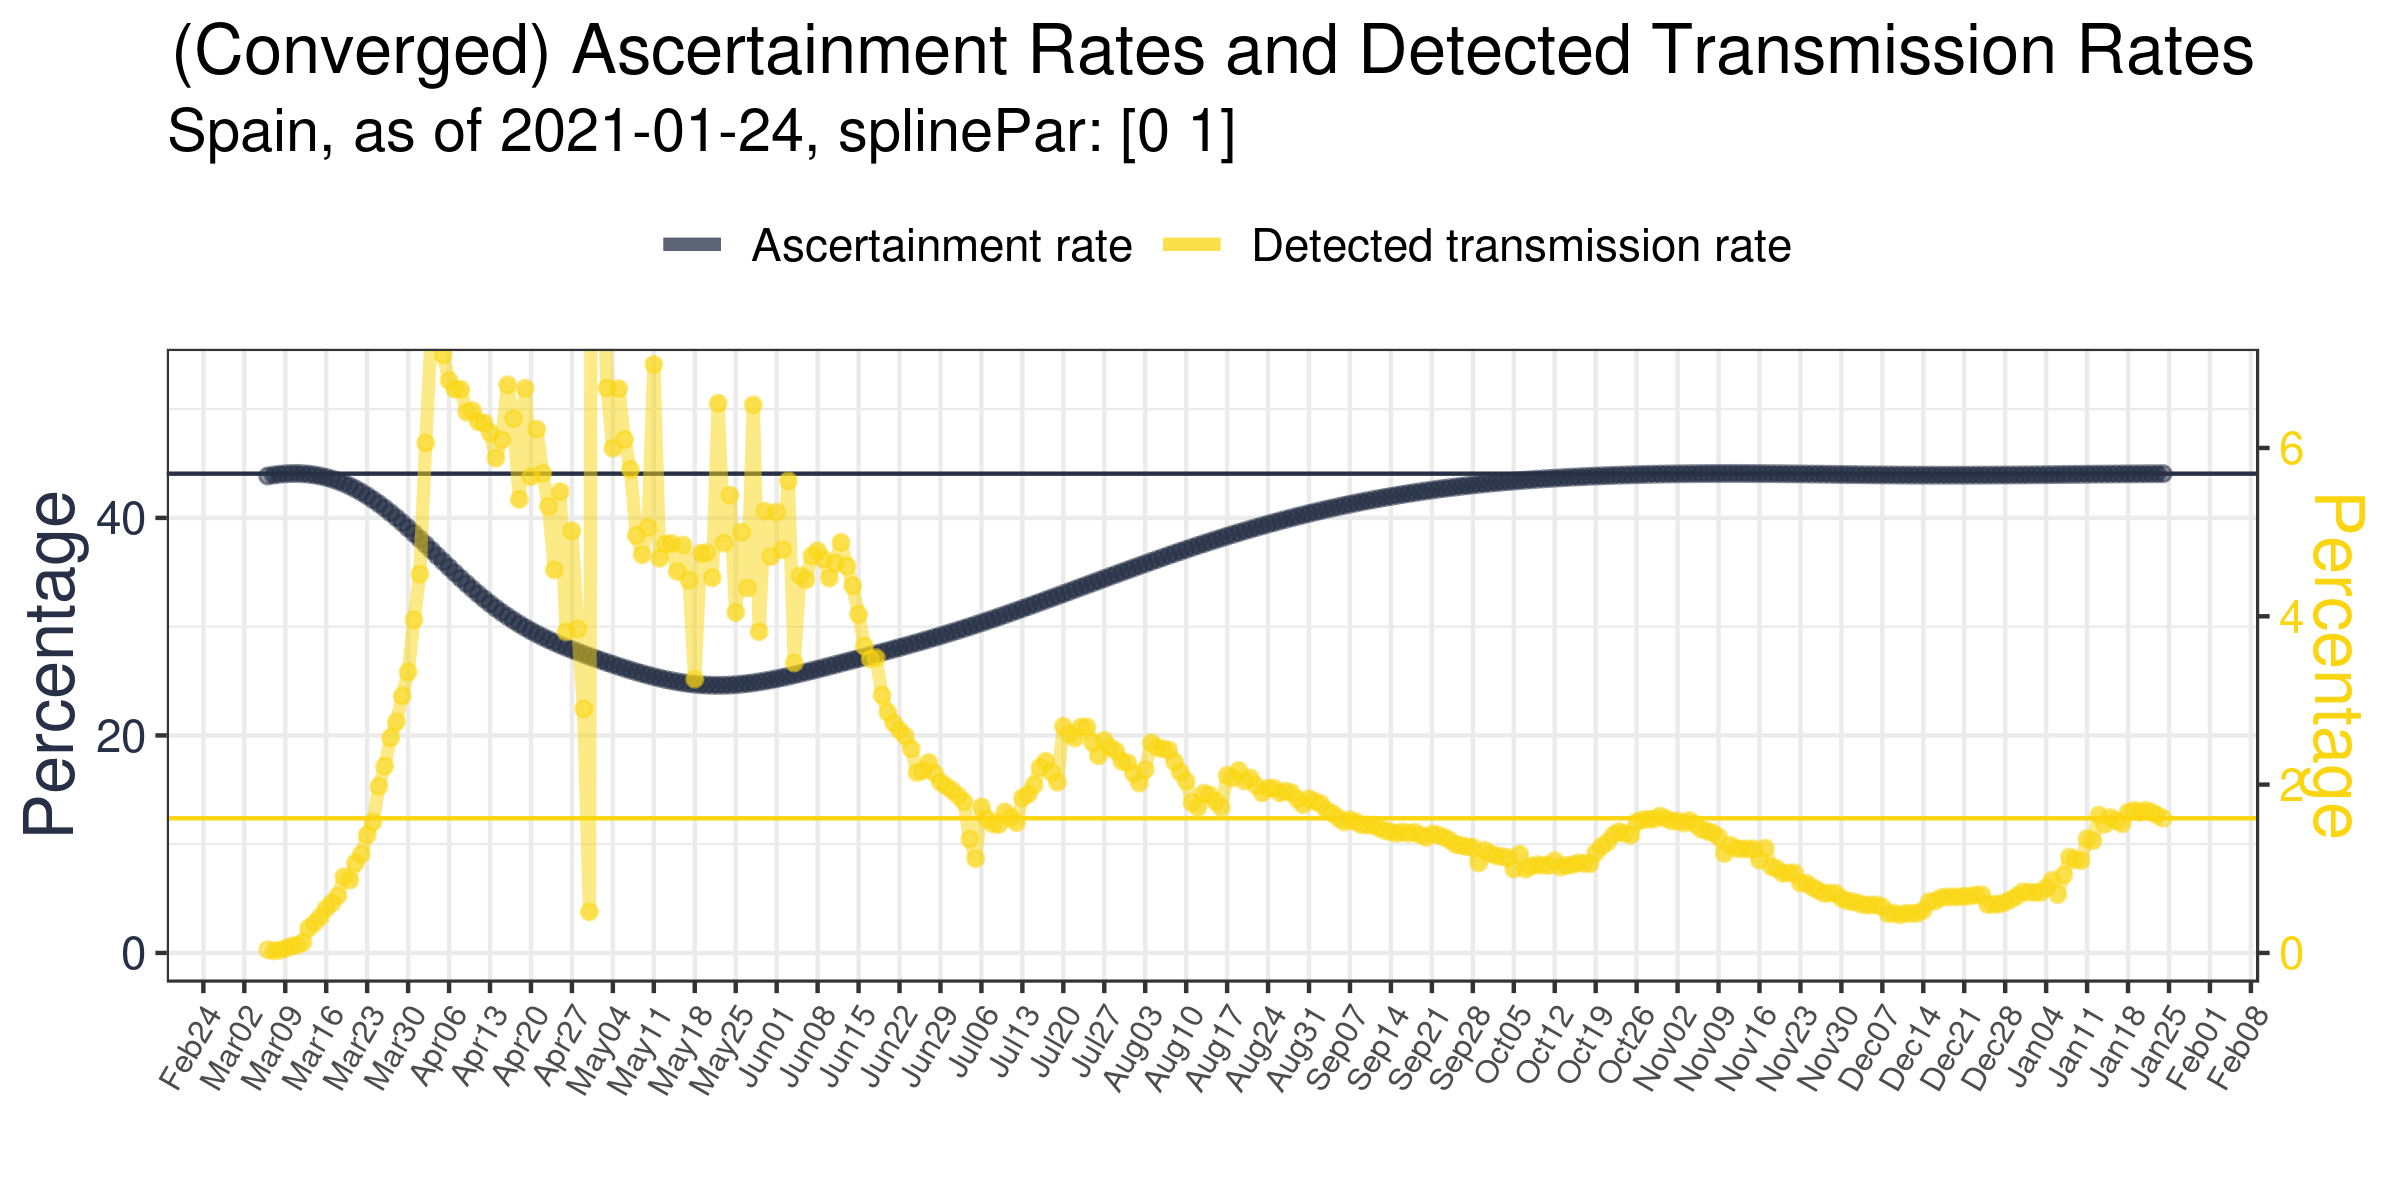 (Converged) Ascertainment Rates and Detected Transmission Rates
Spain, as of 2021-01-24, splinePar: [0 1]
Ascertainment rate
Detected transmission rate
Percentage
40
20
0
6
4
2
0
Percentage
Feb24
Mar02
Mar09
Mar16
Mar23
Mar30
Apr06
Apr13
Apr20
Apr27
May04
May11
May18
May25
Jun01
Jun08
Jun15
Jun22
Jun29
Jul06
Jul13
Jul20
Jul27
Aug03
Aug10
Aug17
Aug24
Aug31
Sep07
Sep14
Sep21
Sep28
Oct05
Oct12
Oct19
Oct26
Nov02
Nov09
Nov16
Nov23
Nov30
Dec07
Dec14
Dec21
Dec28
Jan04
Jan11
Jan18
Jan25
Feb01
Feb08